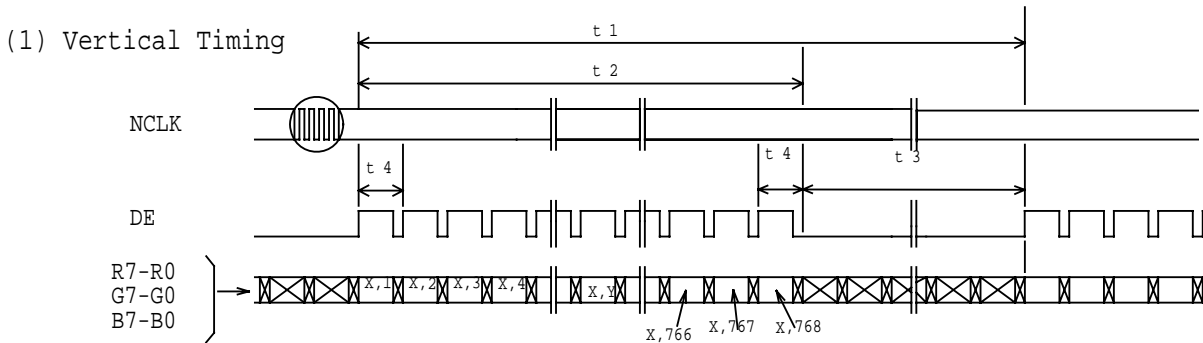 (1) Vertical Timing
t 1
t 2
NCLK
t 4
t 4
t 3
DE
R7-R0
G7-G0
B7-B0
X,1
X,2
X,3
X,4
X,Y
X,766
X,767
X,768